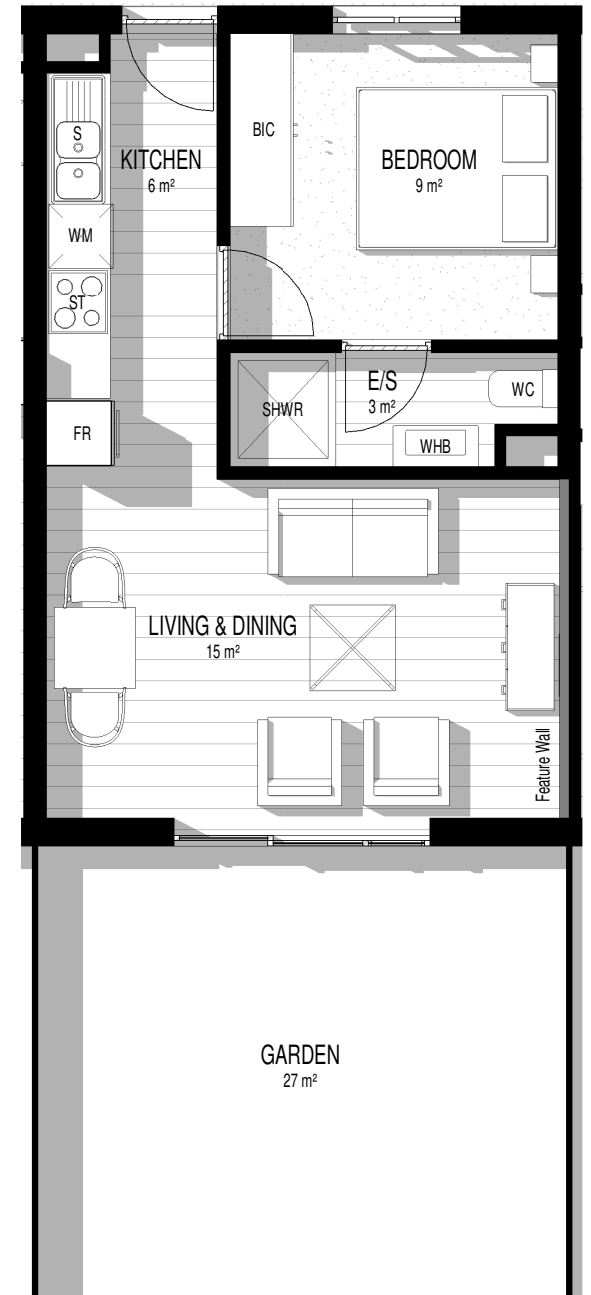 S
KITCHEN
6 m²
WM
ST
FR
BIC
BEDROOM
9 m²
E/S
3 m²
SHWR
WC
WHB
LIVING & DINING
15 m²
Feature Wall
GARDEN
27 m²